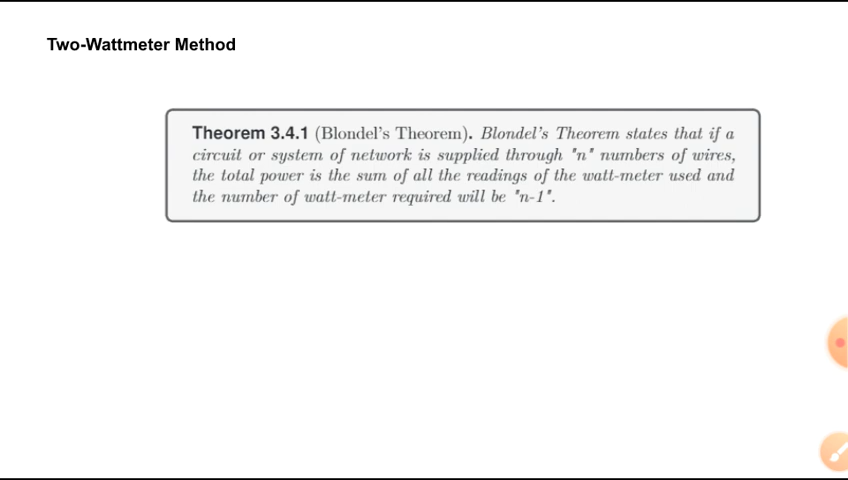 Two-Wattmeter Method
Theorem 3.4.1 (Blondel's Theorem). Blondel's Theorem states that if a
circuit or system of network is supplied through "n" numbers of wires,
the total power is the sum of all the readings of the watt-meter used and
the number of watt-meter required will be "n-1".